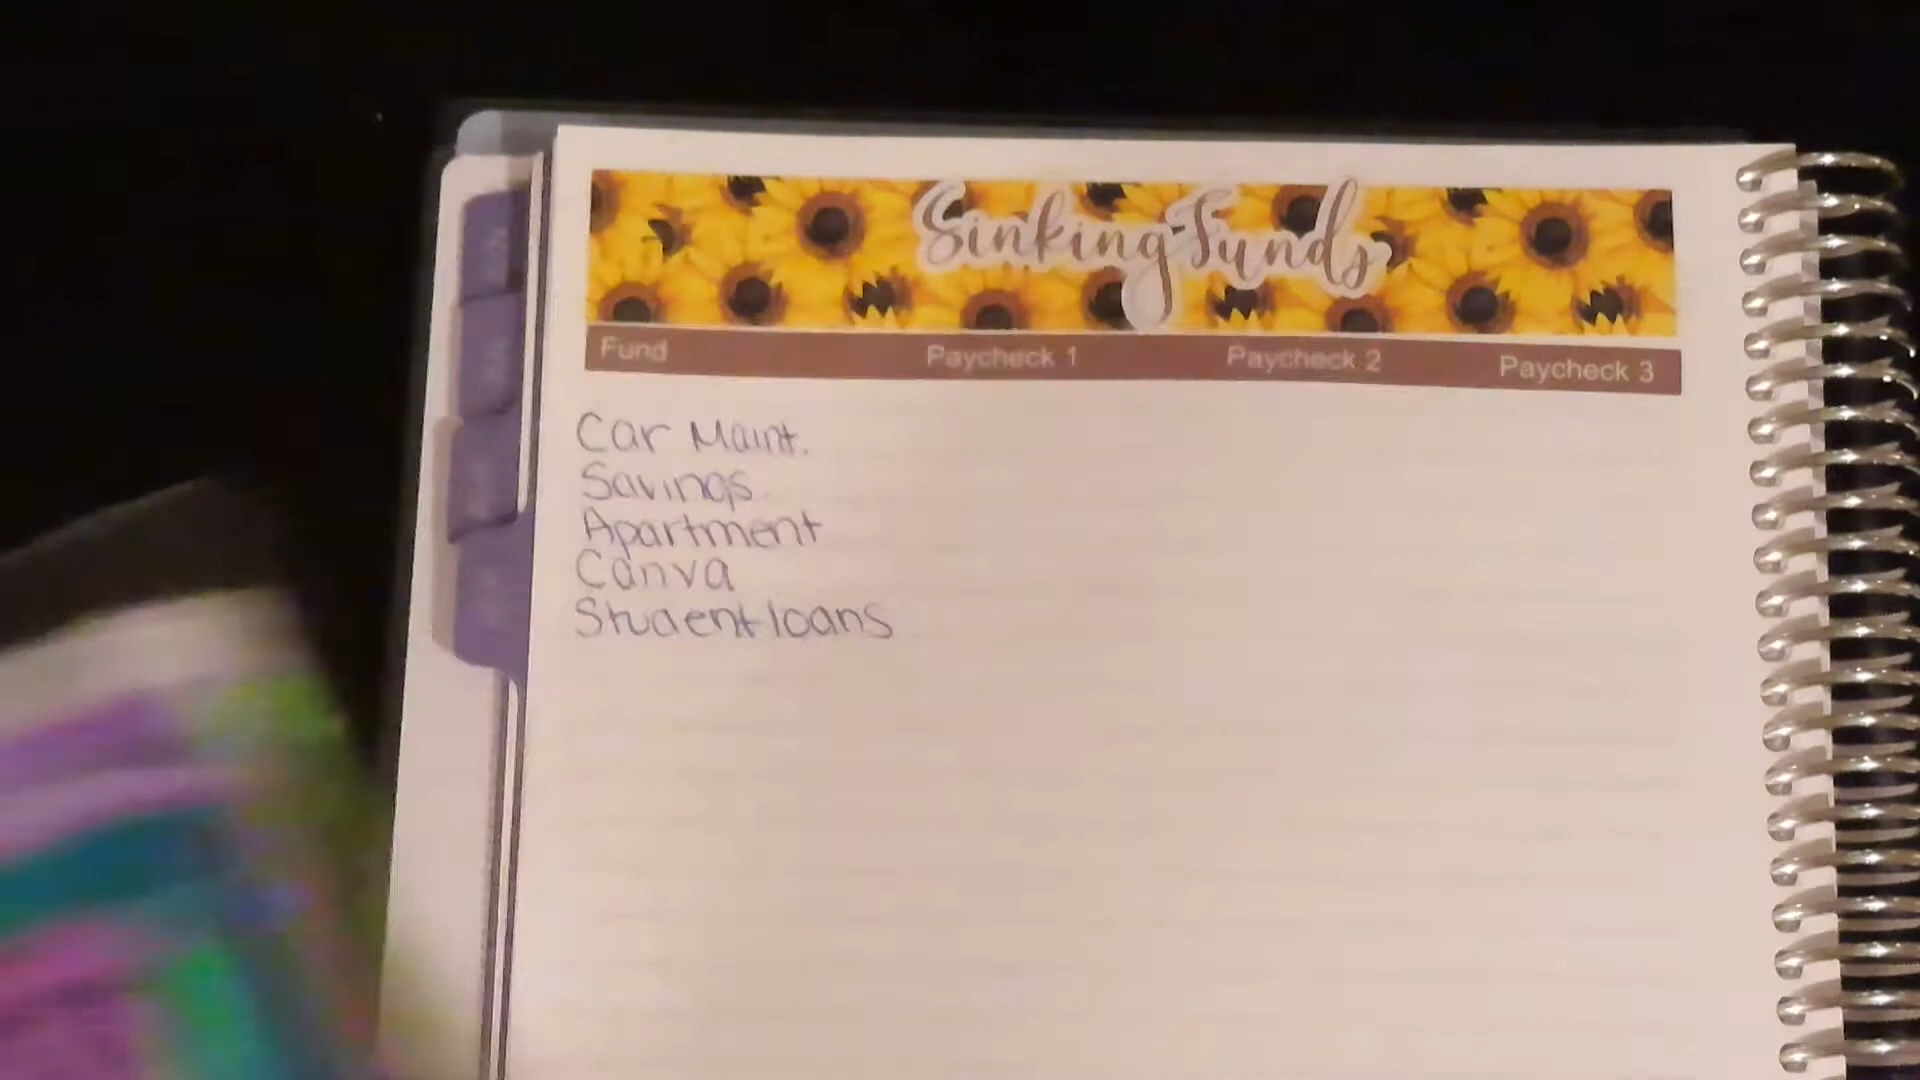 Sinking Funds
Fund Paycheck 1 Paycheck 2 Paycheck 3
Car Maint.
Savings
Apartment
Canva
Student loans